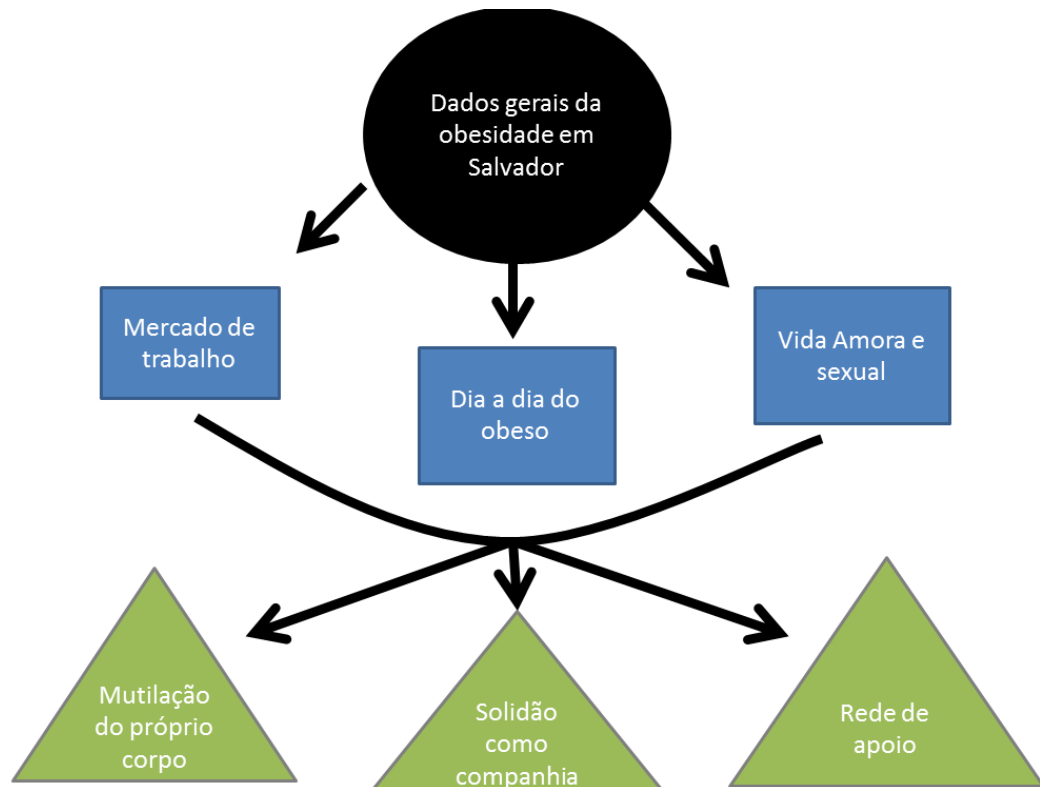 Dados gerais da
obesidade em
Salvador
Mercado de
trabalho
Dia a dia do
obeso
Vida Amora e
sexual
Mutilação
do próprio
corpo
Solidão
como
companhia
Rede de
apoio